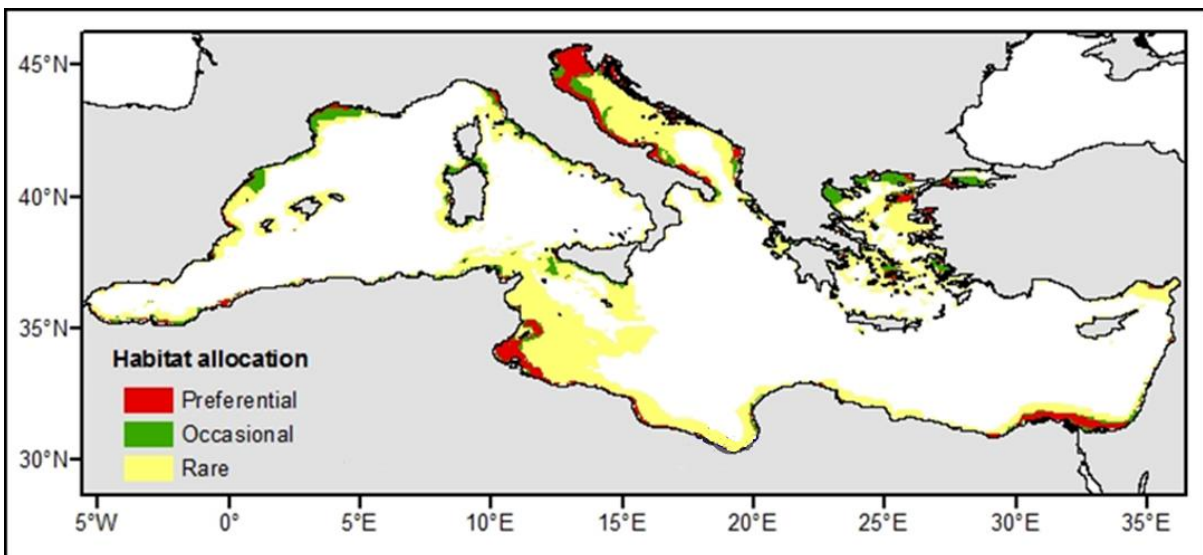 45°N
40°N
35°N
30°N
Habitat allocation
Preferential
Occasional
Rare
5°W 0° 5°E 10°E 15°E 20°E 25°E 30°E 35°E